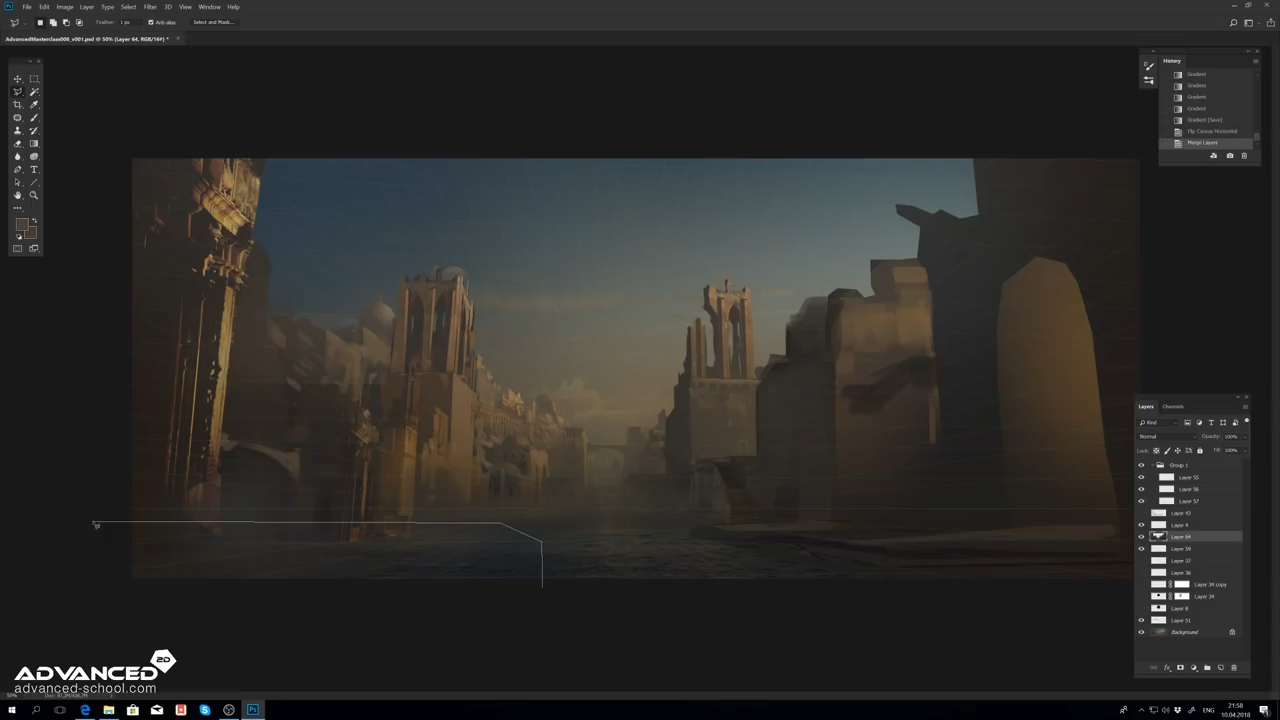 File Edit Image Layer Type Select Filter 3D View Window Help
Feather: 1 px Anti-alias Select and Mask...
AdvancedMasterclass008_v001.psd @ 50% (Layer 64, RGB/16#) *
History
Gradient
Gradient
Gradient
Gradient
Gradient (Save)
Flip Canvas Horizontal
Merge Layers
Layers Channels
Kind
Normal Opacity: 100%
Lock: Fill: 100%
Group 1
Layer 55
Layer 56
Layer 57
Layer 43
Layer 4
Layer 64
Layer 59
Layer 37
Layer 36
Layer 34 copy
Layer 34
Layer 8
Layer 51
Background
ADVANCED 2D
advanced-school.com
50%
ENG
21:58
10.04.2018